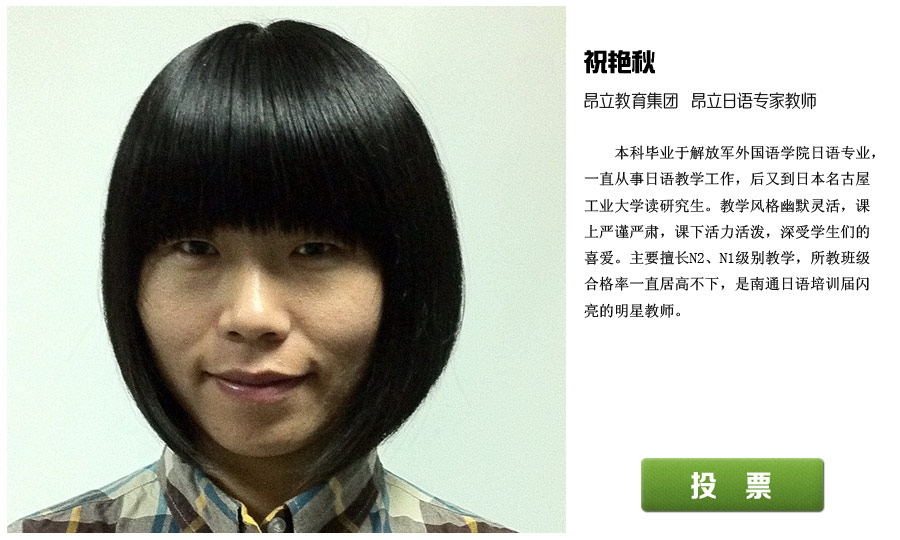 祝艳秋
昂立教育集团 昂立日语专家教师
本科毕业于解放军外国语学院日语专业，
一直从事日语教学工作，后又到日本名古屋
工业大学读研究生。教学风格幽默灵活，课
上严谨严肃，课下活力活泼，深受学生们的
喜爱。主要擅长N2、N1级别教学，所教班级
合格率一直居高不下，是南通日语培训届闪
亮的明星教师。
投 票